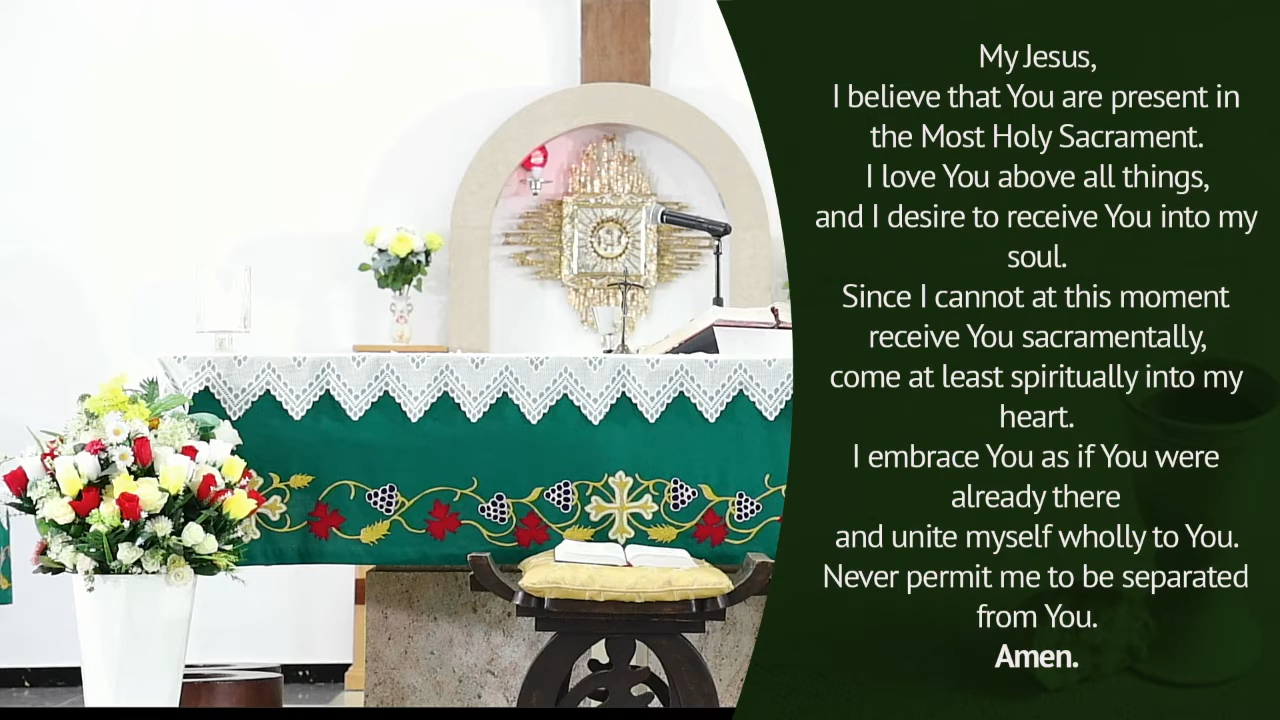 My Jesus,
I believe that You are present in
the Most Holy Sacrament.
I love You above all things,
and I desire to receive You into my
soul.
Since I cannot at this moment
receive You sacramentally,
come at least spiritually into my
heart.
I embrace You as if You were
already there
and unite myself wholly to You.
Never permit me to be separated
from You.
Amen.